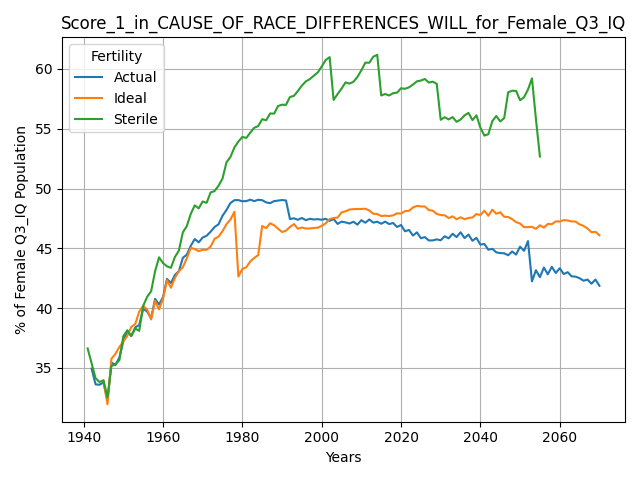 Score_1_in_CAUSE_OF_RACE_DIFFERENCES_WILL_for_Female_Q3_IQ
Fertility
Actual
Ideal
Sterile
% of Female Q3_IQ Population
60
55
50
45
40
35
1940
1960
1980
2000
2020
2040
2060
Years